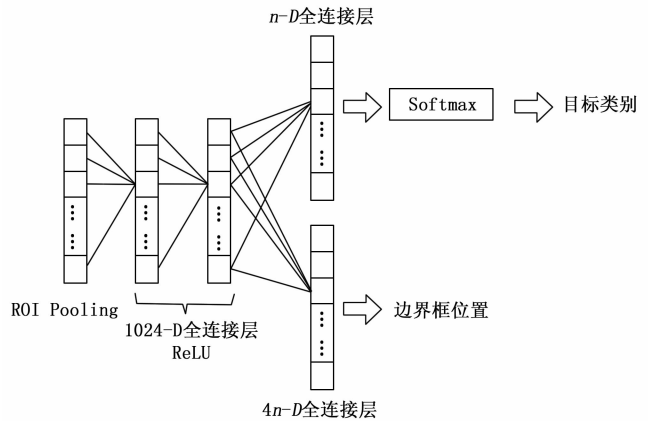 n-D全连接层
Softmax
目标类别
ROI Pooling
1024-D全连接层
ReLU
边界框位置
4n-D全连接层